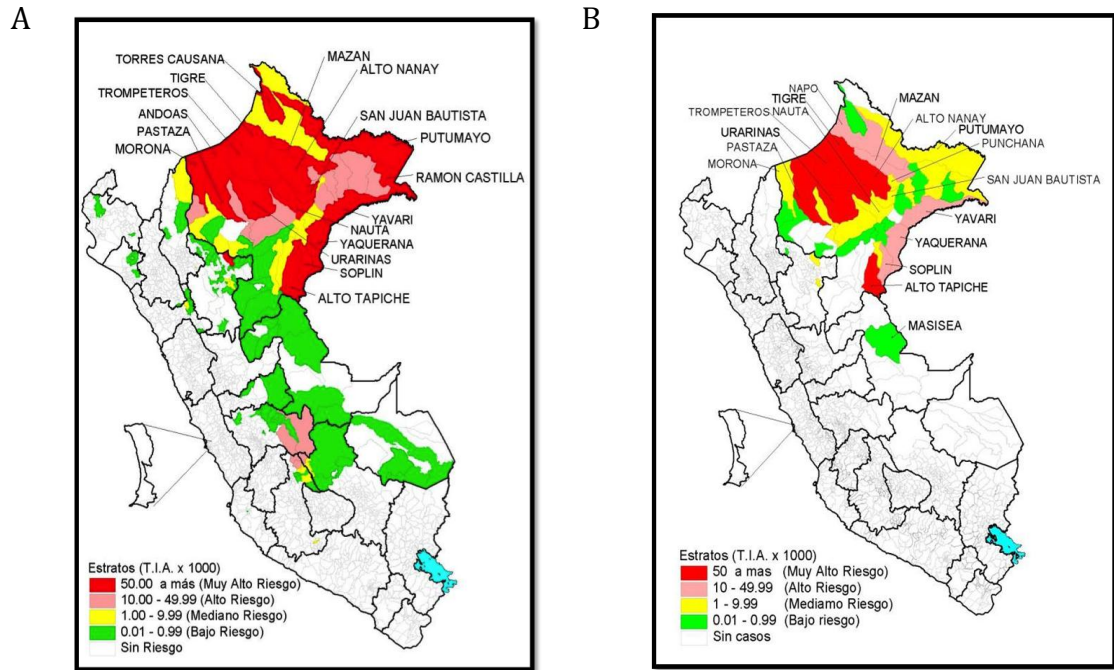 A
TORRES CAUSANA
TIGRE
TROMPETEROS
ANDOAS
PASTAZA
MORONA
MAZAN
ALTO NANAY
SAN JUAN BAUTISTA
PUTUMAYO
RAMON CASTILLA
YAVARI
NAUTA
YAQUERANA
URARINAS
SOPLIN
ALTO TAPICHE
Estratos (T.I.A. x 1000)
50.00 a más (Muy Alto Riesgo)
10.00 - 49.99 (Alto Riesgo)
1.00 - 9.99 (Mediano Riesgo)
0.01 - 0.99 (Bajo Riesgo)
Sin Riesgo
B
NAPO
TIGRE
TROMPETEROS NAUTA
URARINAS
PASTAZA
MORONA
MAZAN
ALTO NANAY
PUTUMAYO
PUNCHANA
SAN JUAN BAUTISTA
YAVARI
YAQUERANA
SOPLIN
ALTO TAPICHE
MASISEA
Estratos (T.I.A. x 1000)
50 a mas (Muy Alto Riesgo)
10 - 49.99 (Alto Riesgo)
1 - 9.99 (Mediamo Riesgo)
0.01 - 0.99 (Bajo riesgo)
Sin casos